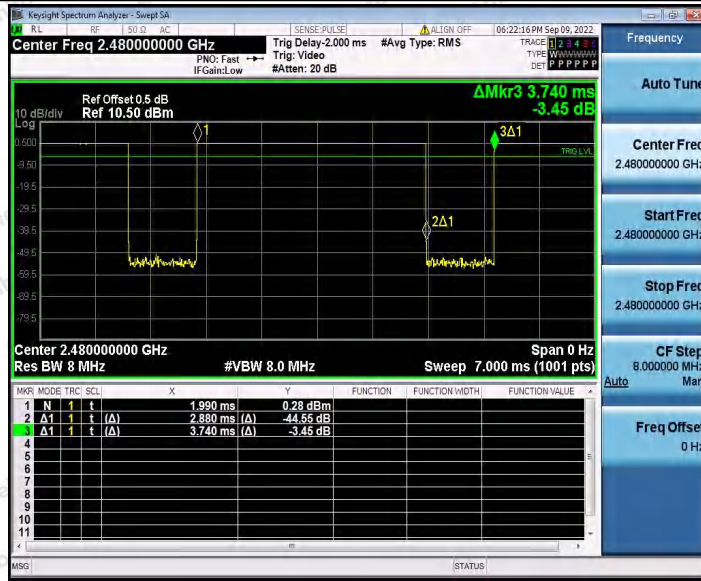 Keysight Spectrum Analyzer - Swept SA
RL RF 50 Ω AC SENSE:PULSE ALIGN OFF 06:22:16 PM Sep 09, 2022
Center Freq 2.480000000 GHz
PNO: Fast
IFGain:Low
Trig Delay-2.000 ms
Trig: Video
#Atten: 20 dB
#Avg Type: RMS
TRACE 1 2 3 4 5 6
TYPE WWWWWW
DET P P P P P P
Ref Offset 0.5 dB
10 dB/div Ref 10.50 dBm
Log
ΔMkr3 3.740 ms
-3.45 dB
1
3Δ1
TRIG LVL
2Δ1
0.500
-9.50
-19.5
-29.5
-39.5
-49.5
-59.5
-69.5
-79.5
Center 2.480000000 GHz Span 0 Hz
Res BW 8 MHz #VBW 8.0 MHz Sweep 7.000 ms (1001 pts)
MKR MODE TRC SCL X Y FUNCTION FUNCTION WIDTH FUNCTION VALUE
1 N 1 t 1.990 ms 0.28 dBm
2 Δ1 1 t (Δ) 2.880 ms (Δ) -44.55 dB
3 Δ1 1 t (Δ) 3.740 ms (Δ) -3.45 dB
4
5
6
7
8
9
10
11
MSG STATUS
Frequency
Auto Tune
Center Freq
2.480000000 GHz
Start Freq
2.480000000 GHz
Stop Freq
2.480000000 GHz
CF Step
8.000000 MHz
Auto Man
Freq Offset
0 Hz